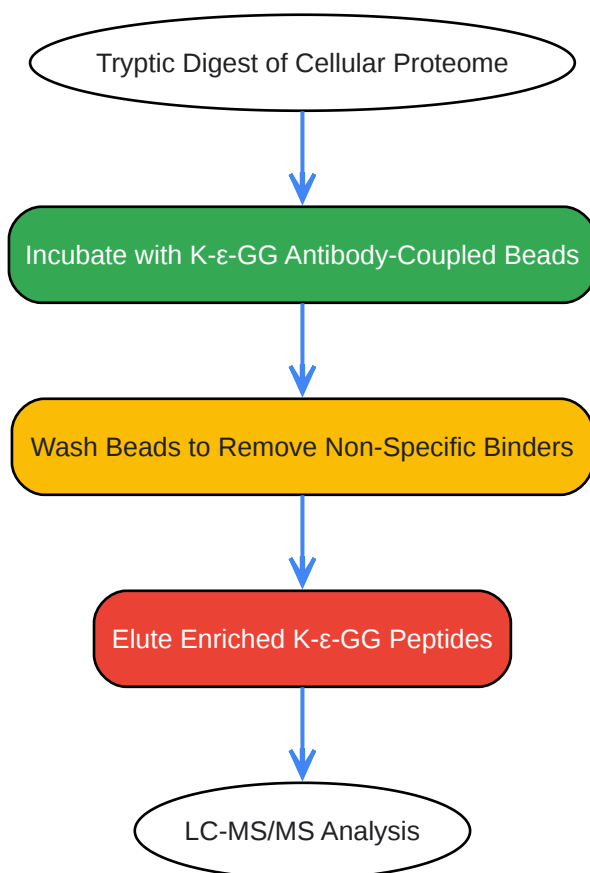 Tryptic Digest of Cellular Proteome
Incubate with K-ε-GG Antibody-Coupled Beads
Wash Beads to Remove Non-Specific Binders
Elute Enriched K-ε-GG Peptides
LC-MS/MS Analysis